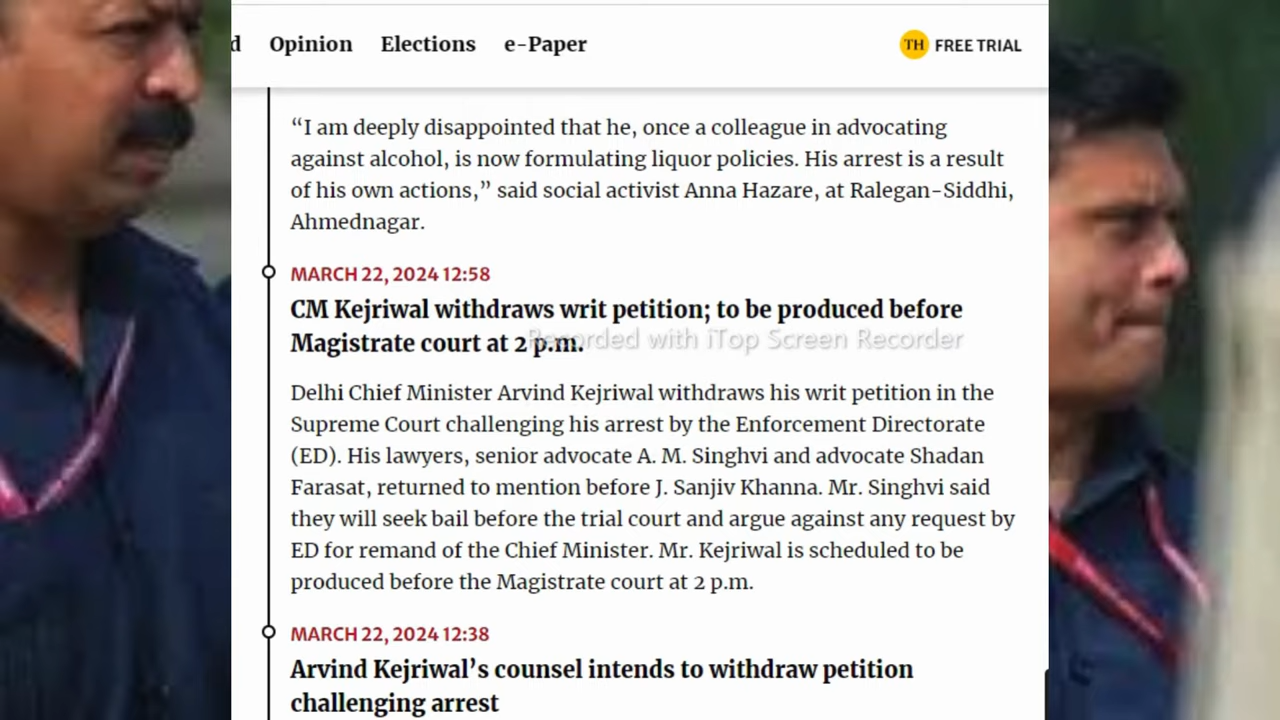 d Opinion Elections e-Paper TH FREE TRIAL
“I am deeply disappointed that he, once a colleague in advocating
against alcohol, is now formulating liquor policies. His arrest is a result
of his own actions,” said social activist Anna Hazare, at Ralegan-Siddhi,
Ahmednagar.
MARCH 22, 2024 12:58
CM Kejriwal withdraws writ petition; to be produced before
Magistrate court at 2 p.m.
Recorded with iTop Screen Recorder
Delhi Chief Minister Arvind Kejriwal withdraws his writ petition in the
Supreme Court challenging his arrest by the Enforcement Directorate
(ED). His lawyers, senior advocate A. M. Singhvi and advocate Shadan
Farasat, returned to mention before J. Sanjiv Khanna. Mr. Singhvi said
they will seek bail before the trial court and argue against any request by
ED for remand of the Chief Minister. Mr. Kejriwal is scheduled to be
produced before the Magistrate court at 2 p.m.
MARCH 22, 2024 12:38
Arvind Kejriwal’s counsel intends to withdraw petition
challenging arrest